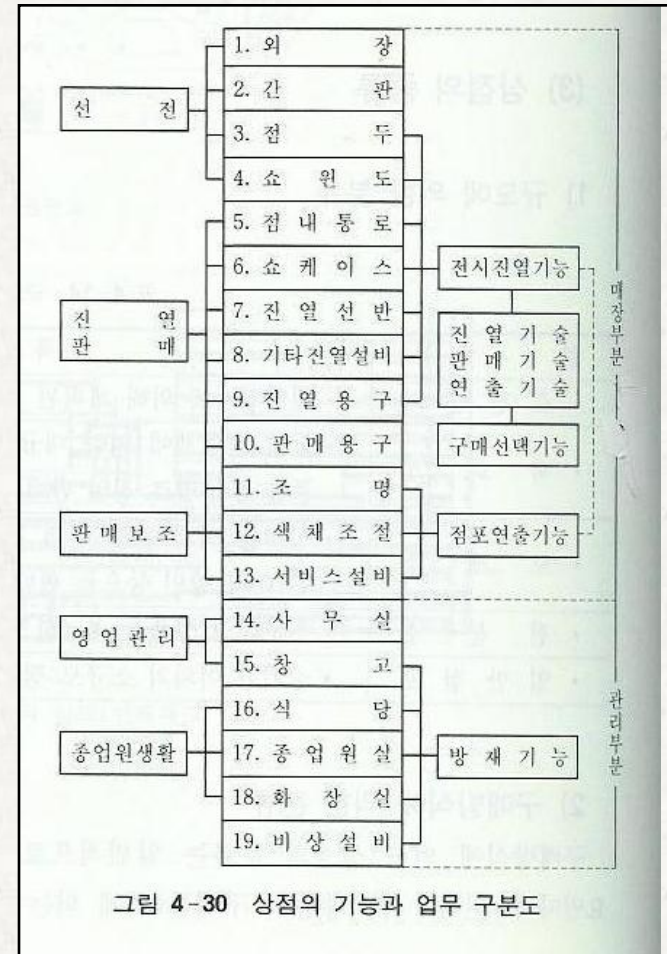 선 전
진 열
판 매
판 매 보 조
영 업 관 리
종업원생활
1. 외 장
2. 간 판
3. 점 두
4. 쇼 윈 도
5. 점 내 통 로
6. 쇼 케 이 스
7. 진 열 선 반
8. 기타진열설비
9. 진 열 용 구
10. 판 매 용 구
11. 조 명
12. 색 채 조 절
13. 서비스설비
14. 사 무 실
15. 창 고
16. 식 당
17. 종 업 원 실
18. 화 장 실
19. 비 상 설 비
전시진열기능
진 열 기 술
판 매 기 술
연 출 기 술
구매선택기능
점포연출기능
방 재 기 능
매장부분
관리부분
그림 4-30 상점의 기능과 업무 구분도